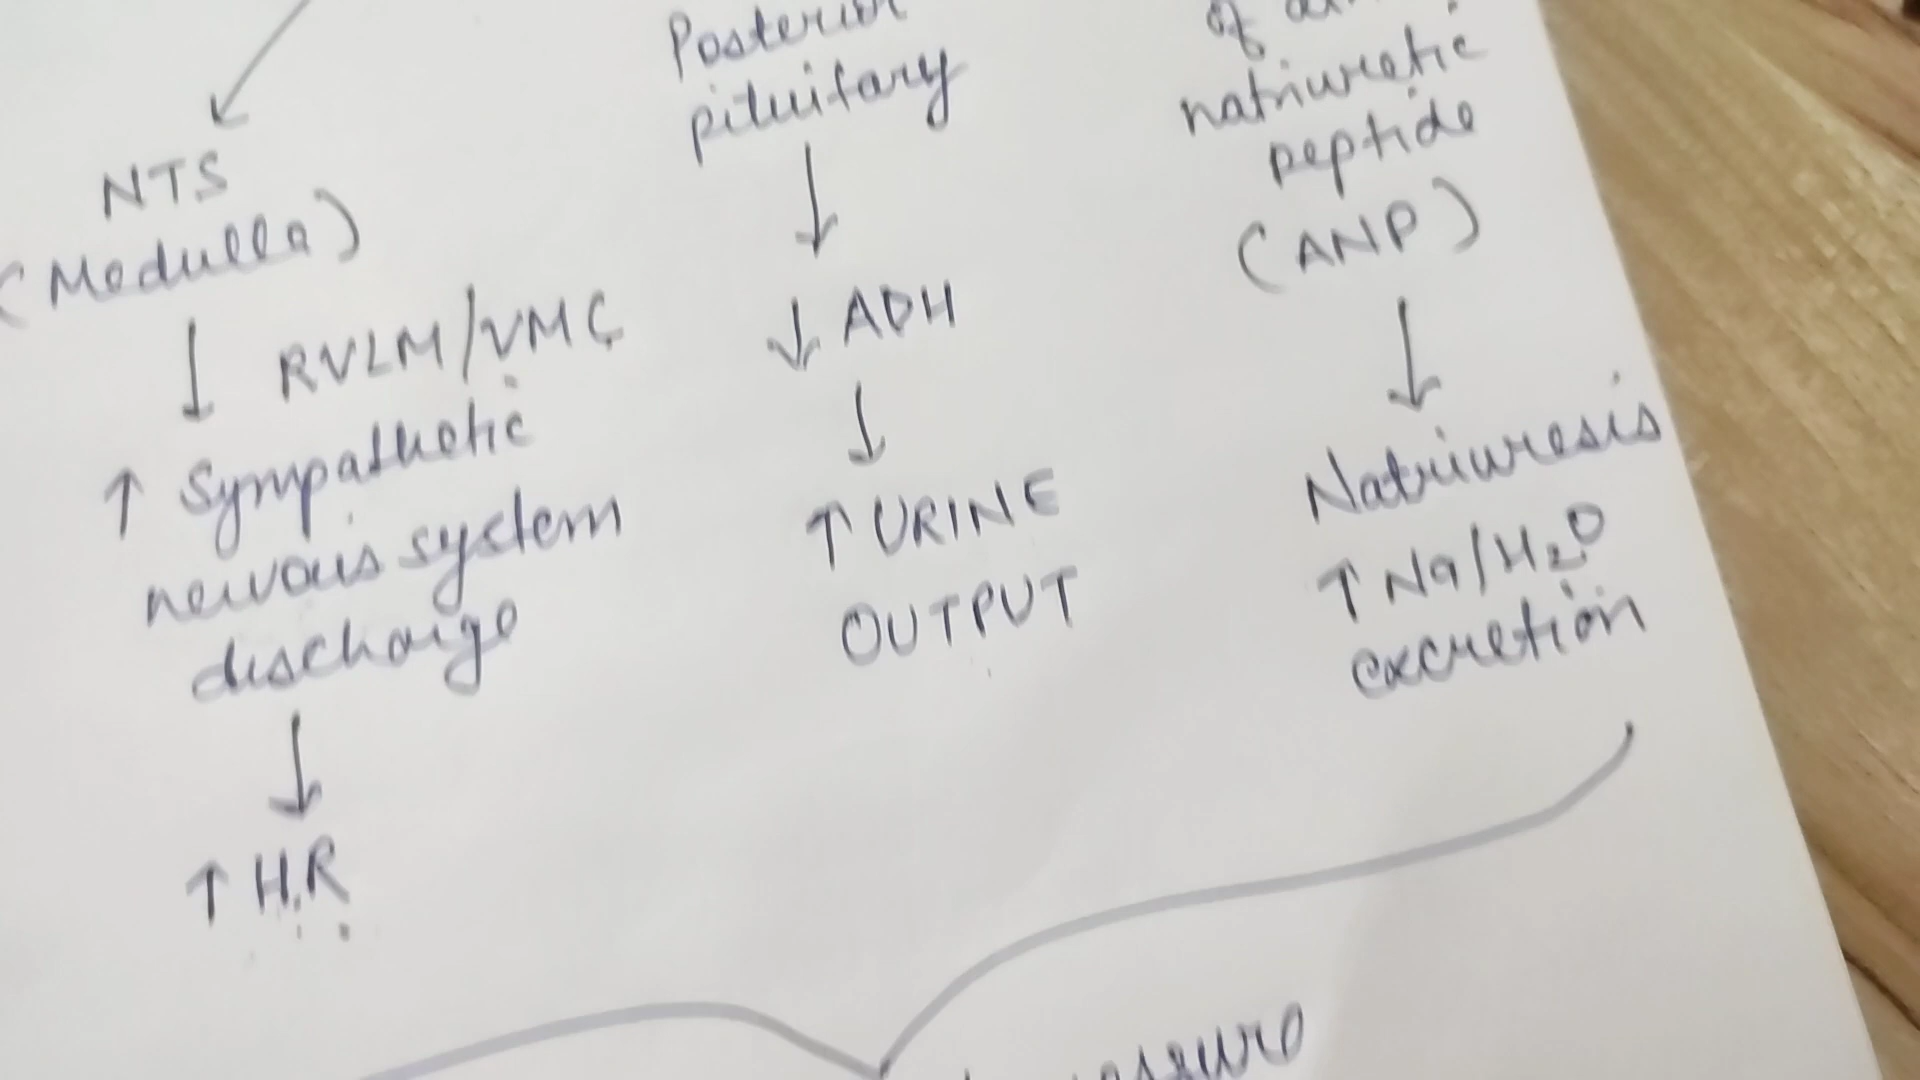 NTS
(Medulla)
↓ RVLM/VMC
↑ Sympathetic
nervous system
discharge
↓
↑ H.R
Posterior
pituitary
↓
↓ ADH
↓
↑ URINE
OUTPUT
of
natriuretic
peptide
(ANP)
↓
Natriuresis
↑ Na/H₂O
excretion